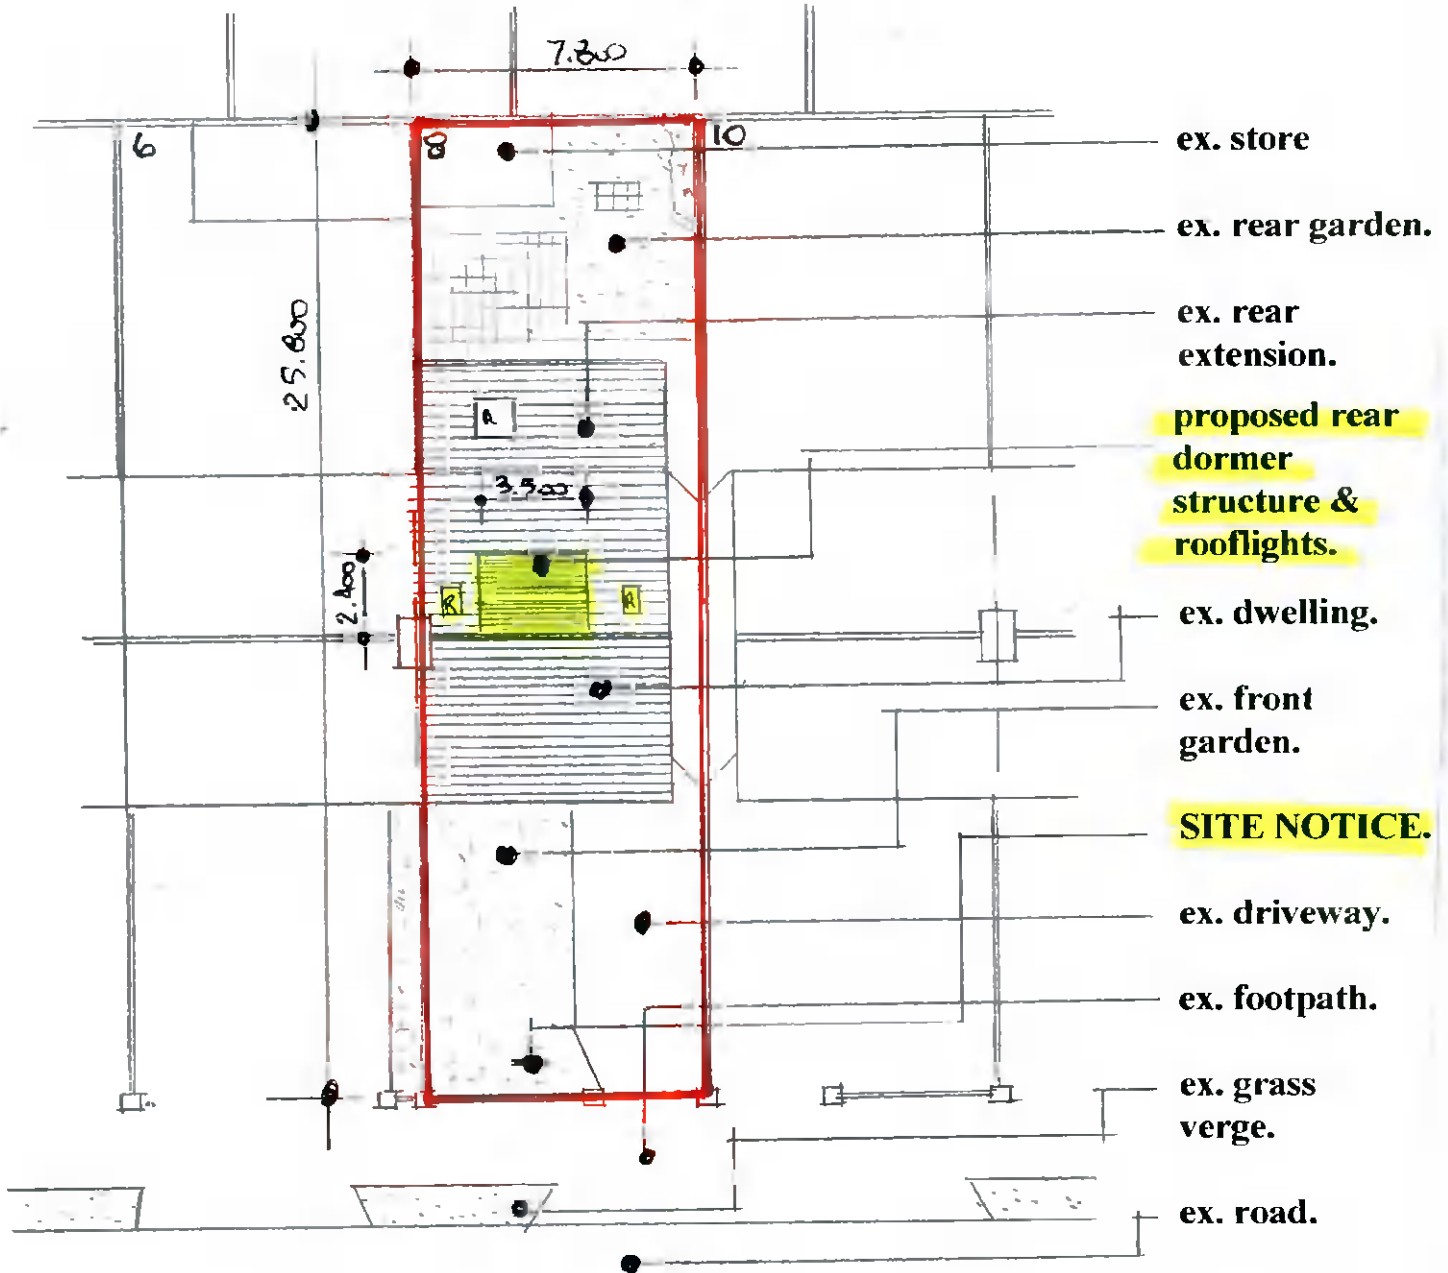 6
8
10
ex. store
ex. rear garden.
25.800
ex. rear
extension.
R
proposed rear
dormer
structure &
rooflights.
3.500
2.400
R
R
ex. dwelling.
ex. front
garden.
SITE NOTICE.
ex. driveway.
ex. footpath.
ex. grass
verge.
ex. road.